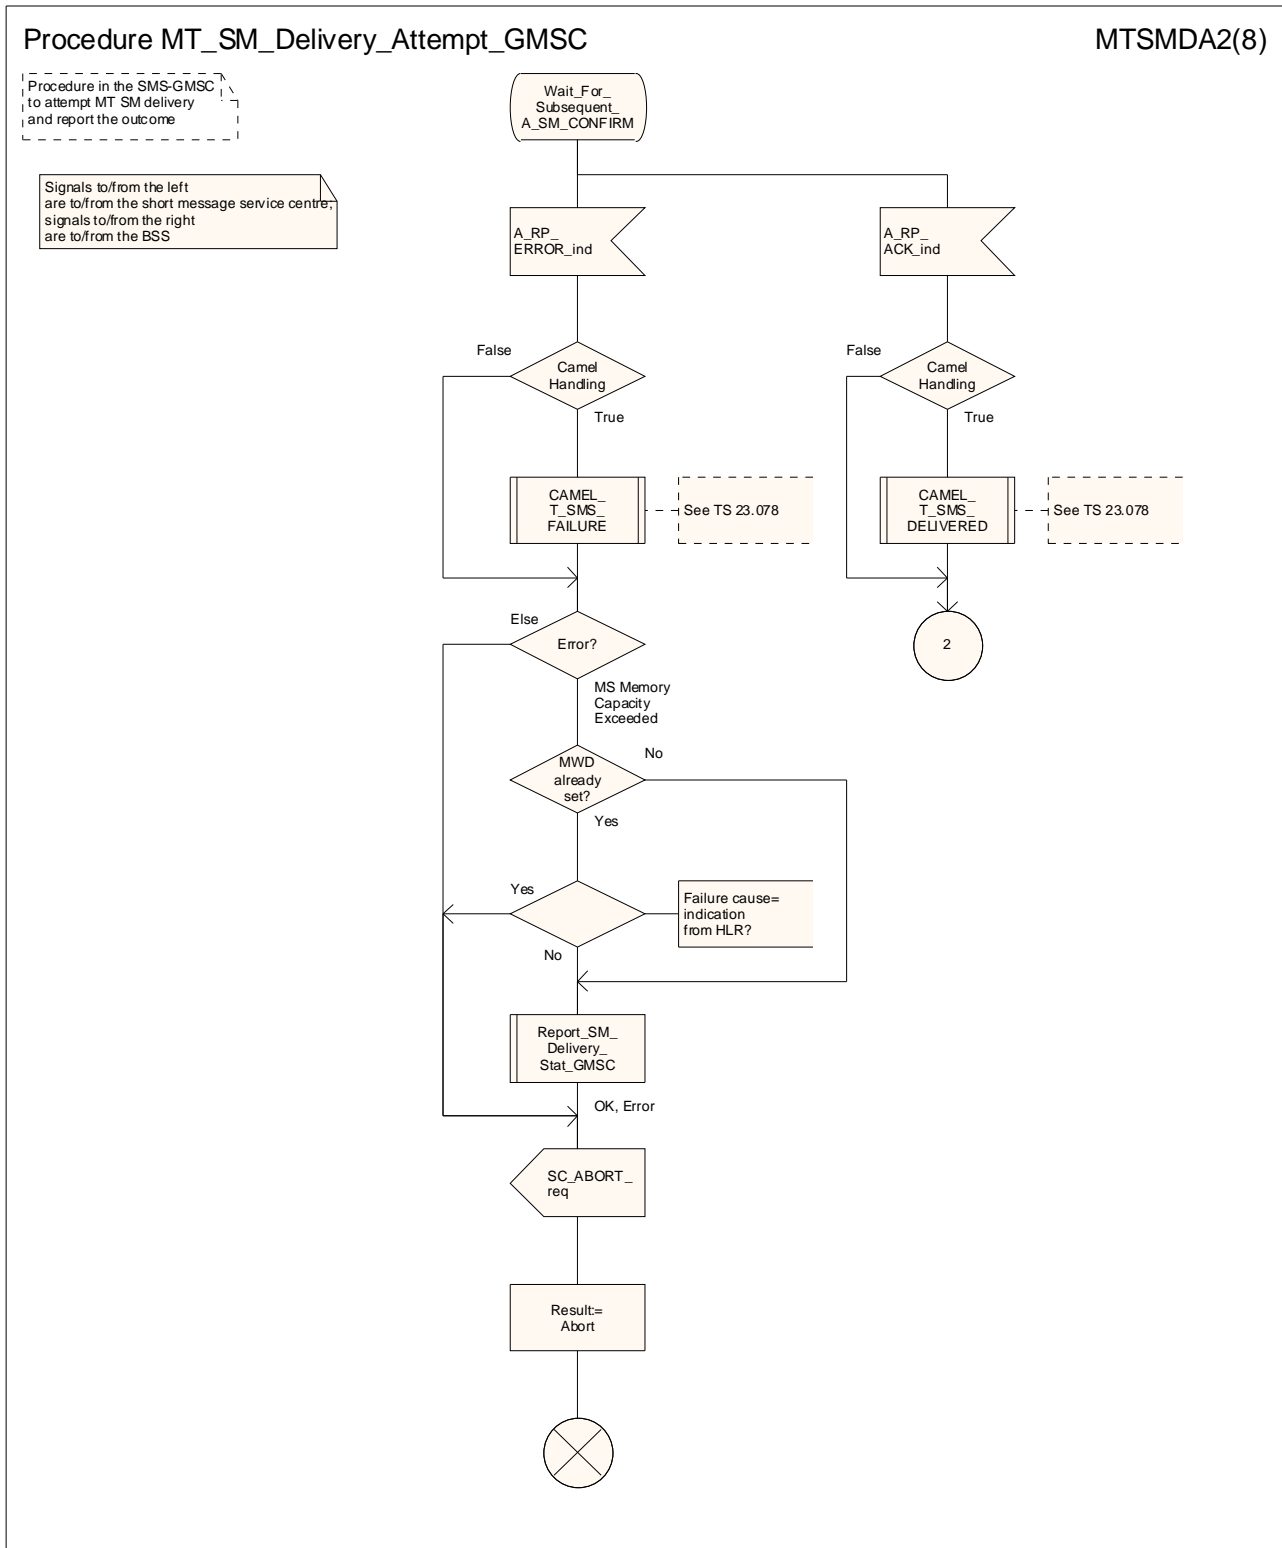 Procedure MT_SM_Delivery_Attempt_GMSC
MTSMDA2(8)
Procedure in the SMS-GMSC
to attempt MT SM delivery
and report the outcome
Signals to/from the left
are to/from the short message service centre;
signals to/from the right
are to/from the BSS
Wait_For_
Subsequent_
A_SM_CONFIRM
A_RP_
ERROR_ind
A_RP_
ACK_ind
False
Camel
Handling
True
False
Camel
Handling
True
CAMEL_
T_SMS_
FAILURE
See TS 23.078
CAMEL_
T_SMS_
DELIVERED
See TS 23.078
Else
Error?
2
MS Memory
Capacity
Exceeded
MWD
already
set?
No
Yes
Yes
Failure cause=
indication
from HLR?
No
Report_SM_
Delivery_
Stat_GMSC
OK, Error
SC_ABORT_
req
Result:=
Abort